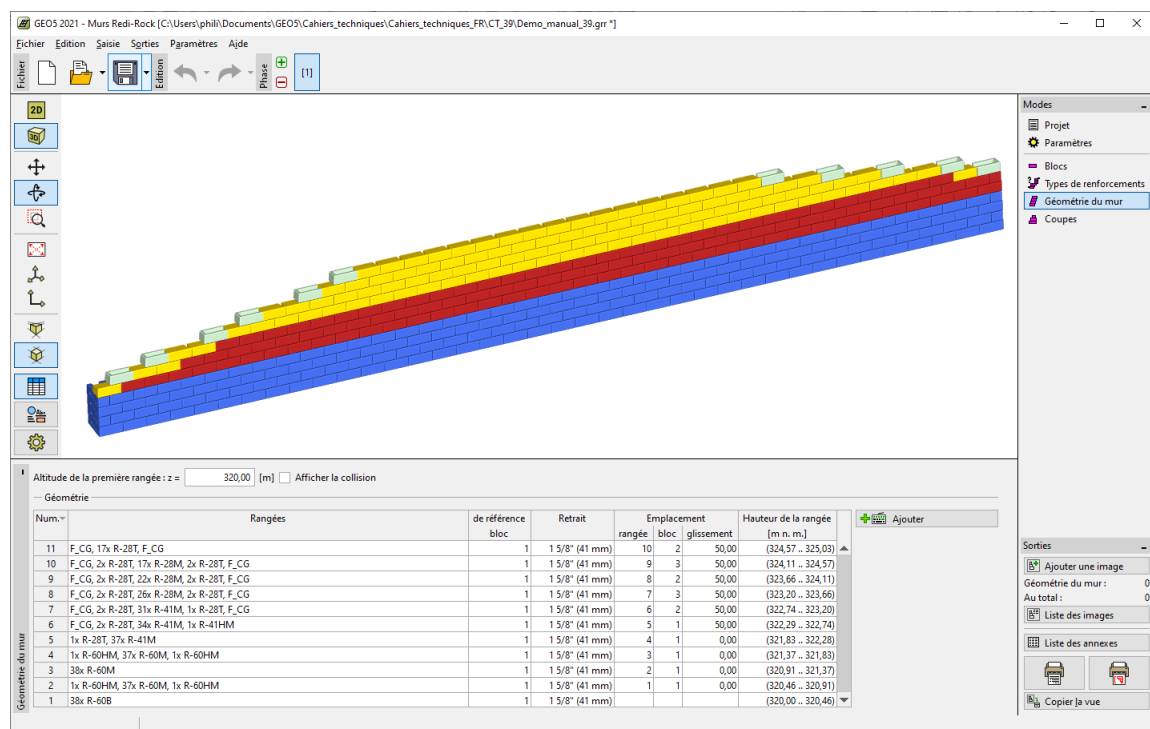 GEO5 2021 - Murs Redi-Rock [C:\Users\phili\Documents\GEO5\Cahiers_techniques\Cahiers_techniques_FR\CT_39\Demo_manual_39.grr *]
Fichier Edition Saisie Sorties Paramètres Aide
Fichier
Edition
Phase
[1]
2D
3D
Modes
Projet
Paramètres
Blocs
Types de renforcements
Géométrie du mur
Coupes
Géométrie du mur
Altitude de la première rangée : z = 320,00 [m] Afficher la collision
Géométrie
Num. Rangées de référence Retrait Emplacement Hauteur de la rangée
bloc rangée bloc glissement [m n. m.]
11 F_CG, 17x R-28T, F_CG 1 1 5/8" (41 mm) 10 2 50,00 (324,57 .. 325,03)
10 F_CG, 2x R-28T, 17x R-28M, 2x R-28T, F_CG 1 1 5/8" (41 mm) 9 3 50,00 (324,11 .. 324,57)
9 F_CG, 2x R-28T, 22x R-28M, 2x R-28T, F_CG 1 1 5/8" (41 mm) 8 2 50,00 (323,66 .. 324,11)
8 F_CG, 2x R-28T, 26x R-28M, 2x R-28T, F_CG 1 1 5/8" (41 mm) 7 3 50,00 (323,20 .. 323,66)
7 F_CG, 2x R-28T, 31x R-41M, 1x R-28T, F_CG 1 1 5/8" (41 mm) 6 2 50,00 (322,74 .. 323,20)
6 F_CG, 2x R-28T, 34x R-41M, 1x R-41HM 1 1 5/8" (41 mm) 5 1 50,00 (322,29 .. 322,74)
5 1x R-28T, 37x R-41M 1 1 5/8" (41 mm) 4 1 0,00 (321,83 .. 322,28)
4 1x R-60HM, 37x R-60M, 1x R-60HM 1 1 5/8" (41 mm) 3 1 0,00 (321,37 .. 321,83)
3 38x R-60M 1 1 5/8" (41 mm) 2 1 0,00 (320,91 .. 321,37)
2 1x R-60HM, 37x R-60M, 1x R-60HM 1 1 5/8" (41 mm) 1 1 0,00 (320,46 .. 320,91)
1 38x R-60B 1 1 5/8" (41 mm) (320,00 .. 320,46)
Ajouter
Sorties
Ajouter une image
Géométrie du mur : 0
Au total : 0
Liste des images
Liste des annexes
Copier la vue